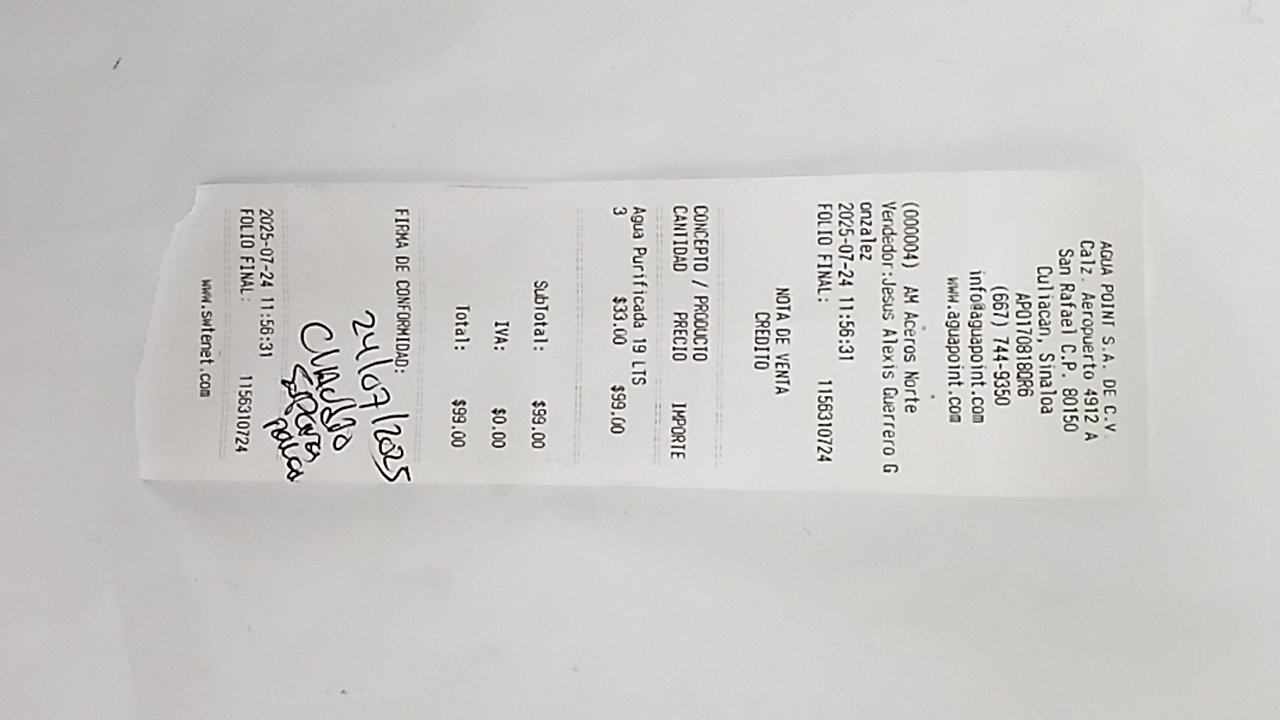 AGUA POINT S.A. DE C.V.
Calz. Aeropuerto 4912 A
San Rafael C.P. 80150
Culiacan, Sinaloa
APO170818QR6
(667) 744-9350
info@aguapoint.com
www.aguapoint.com
(000004) AM Aceros Norte
Vendedor:Jesus Alexis Guerrero G
onzalez
2025-07-24 11:56:31
FOLIO FINAL: 1156310724
NOTA DE VENTA
CREDITO
CONCEPTO / PRODUCTO
CANTIDAD PRECIO IMPORTE
Agua Purificada 19 LTS
3 $33.00 $99.00
SubTotal: $99.00
IVA: $0.00
Total: $99.00
FIRMA DE CONFORMIDAD:
24/07/2025
2025-07-24 11:56:31
FOLIO FINAL: 1156310724
www.swtenet.com